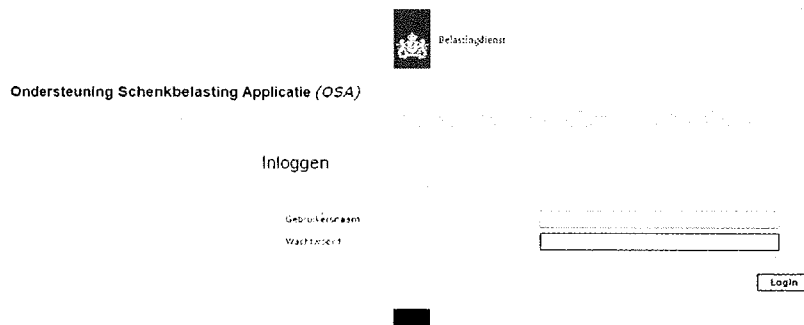 Belastingdienst
Ondersteuning Schenkbelasting Applicatie (OSA)
Inloggen
Gebruikersnaam
Wachtwoord
Login